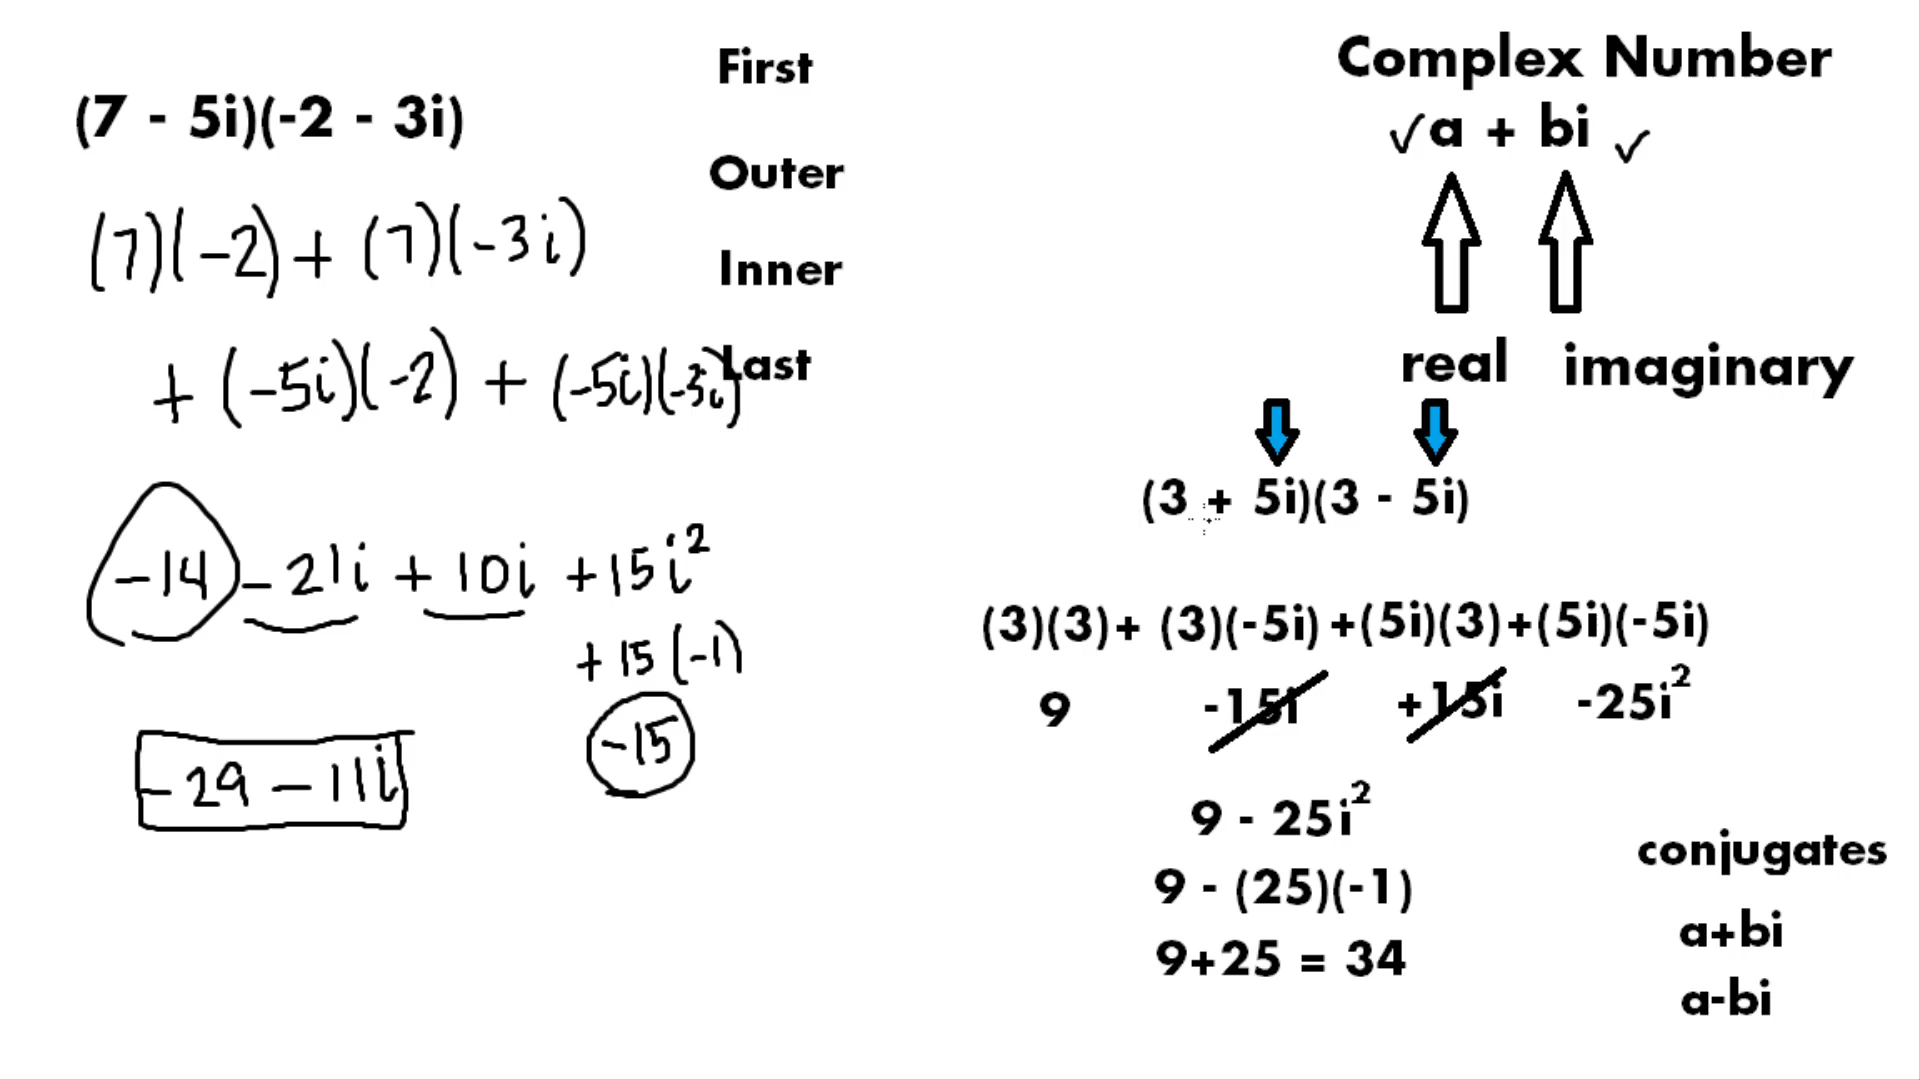 (7 - 5i)(-2 - 3i)
(7)(-2) + (7)(-3i)
+ (-5i)(-2) + (-5i)(-3i)
-14 - 21i + 10i + 15i²
+ 15 (-1)
-15
-29 - 11i
First
Outer
Inner
Last
Complex Number
✓a + bi ✓
real imaginary
(3 + 5i)(3 - 5i)
(3)(3)+ (3)(-5i) +(5i)(3)+(5i)(-5i)
9 -15i +15i -25i²
9 - 25i²
9 - (25)(-1)
9+25 = 34
conjugates
a+bi
a-bi